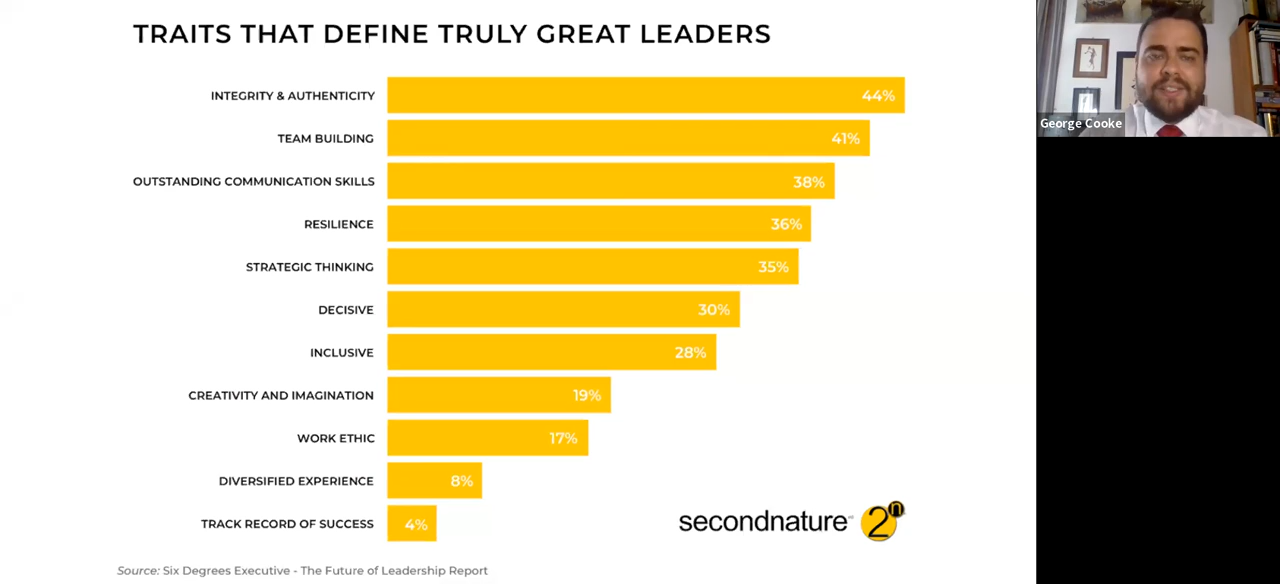 TRAITS THAT DEFINE TRULY GREAT LEADERS
INTEGRITY & AUTHENTICITY 44%
TEAM BUILDING 41%
OUTSTANDING COMMUNICATION SKILLS 38%
RESILIENCE 36%
STRATEGIC THINKING 35%
DECISIVE 30%
INCLUSIVE 28%
CREATIVITY AND IMAGINATION 19%
WORK ETHIC 17%
DIVERSIFIED EXPERIENCE 8%
TRACK RECORD OF SUCCESS 4%
secondnature 2n
Source: Six Degrees Executive - The Future of Leadership Report
George Cooke